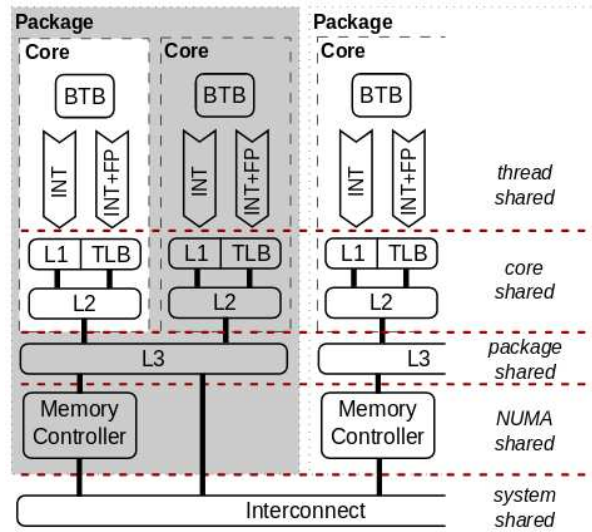 Package
Package
Core
Core
Core
BTB
BTB
BTB
INT
INT+FP
INT
INT+FP
INT
INT+FP
thread
shared
L1
TLB
L1
TLB
L1
TLB
L2
L2
L2
core
shared
L3
L3
package
shared
Memory
Controller
Memory
Controller
NUMA
shared
Interconnect
system
shared